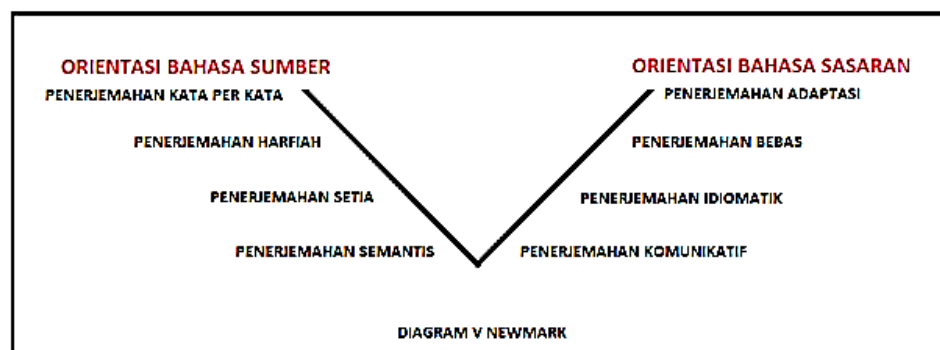 ORIENTASI BAHASA SUMBER
PENERJEMAHAN KATA PER KATA
PENERJEMAHAN HARFIAH
PENERJEMAHAN SETIA
PENERJEMAHAN SEMANTIS
ORIENTASI BAHASA SASARAN
PENERJEMAHAN ADAPTASI
PENERJEMAHAN BEBAS
PENERJEMAHAN IDIOMATIK
PENERJEMAHAN KOMUNIKATIF
DIAGRAM V NEWMARK